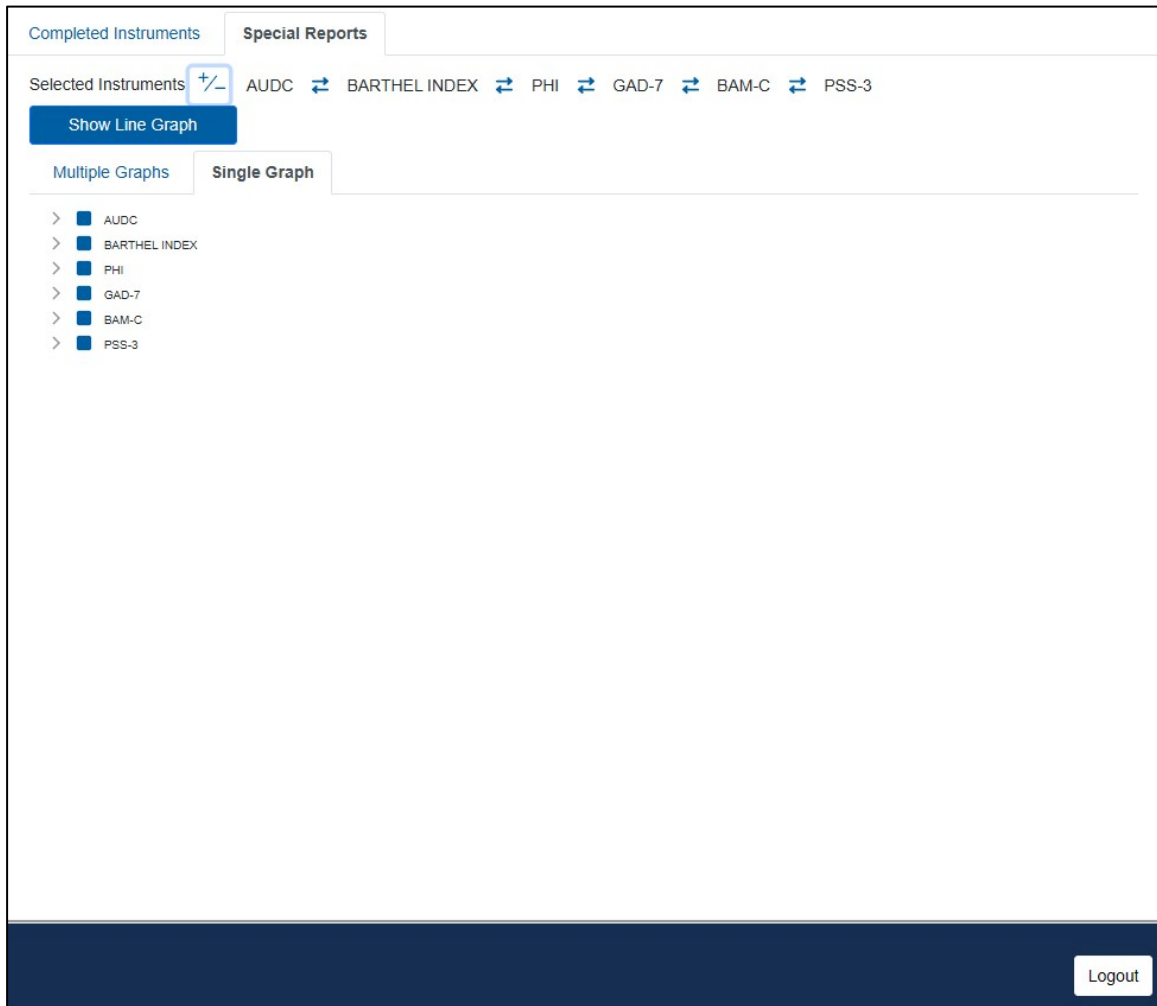 Completed Instruments Special Reports
Selected Instruments +/- AUDC ⇄ BARTHEL INDEX ⇄ PHI ⇄ GAD-7 ⇄ BAM-C ⇄ PSS-3
Show Line Graph
Multiple Graphs Single Graph
AUDC
BARTHEL INDEX
PHI
GAD-7
BAM-C
PSS-3
Logout